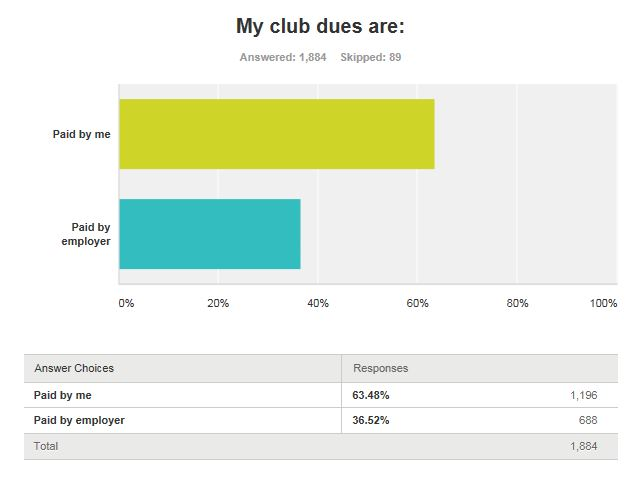 My club dues are:
Answered: 1,884 Skipped: 89
Paid by me
Paid by
employer
0% 20% 40% 60% 80% 100%
Answer Choices Responses
Paid by me 63.48% 1,196
Paid by employer 36.52% 688
Total 1,884